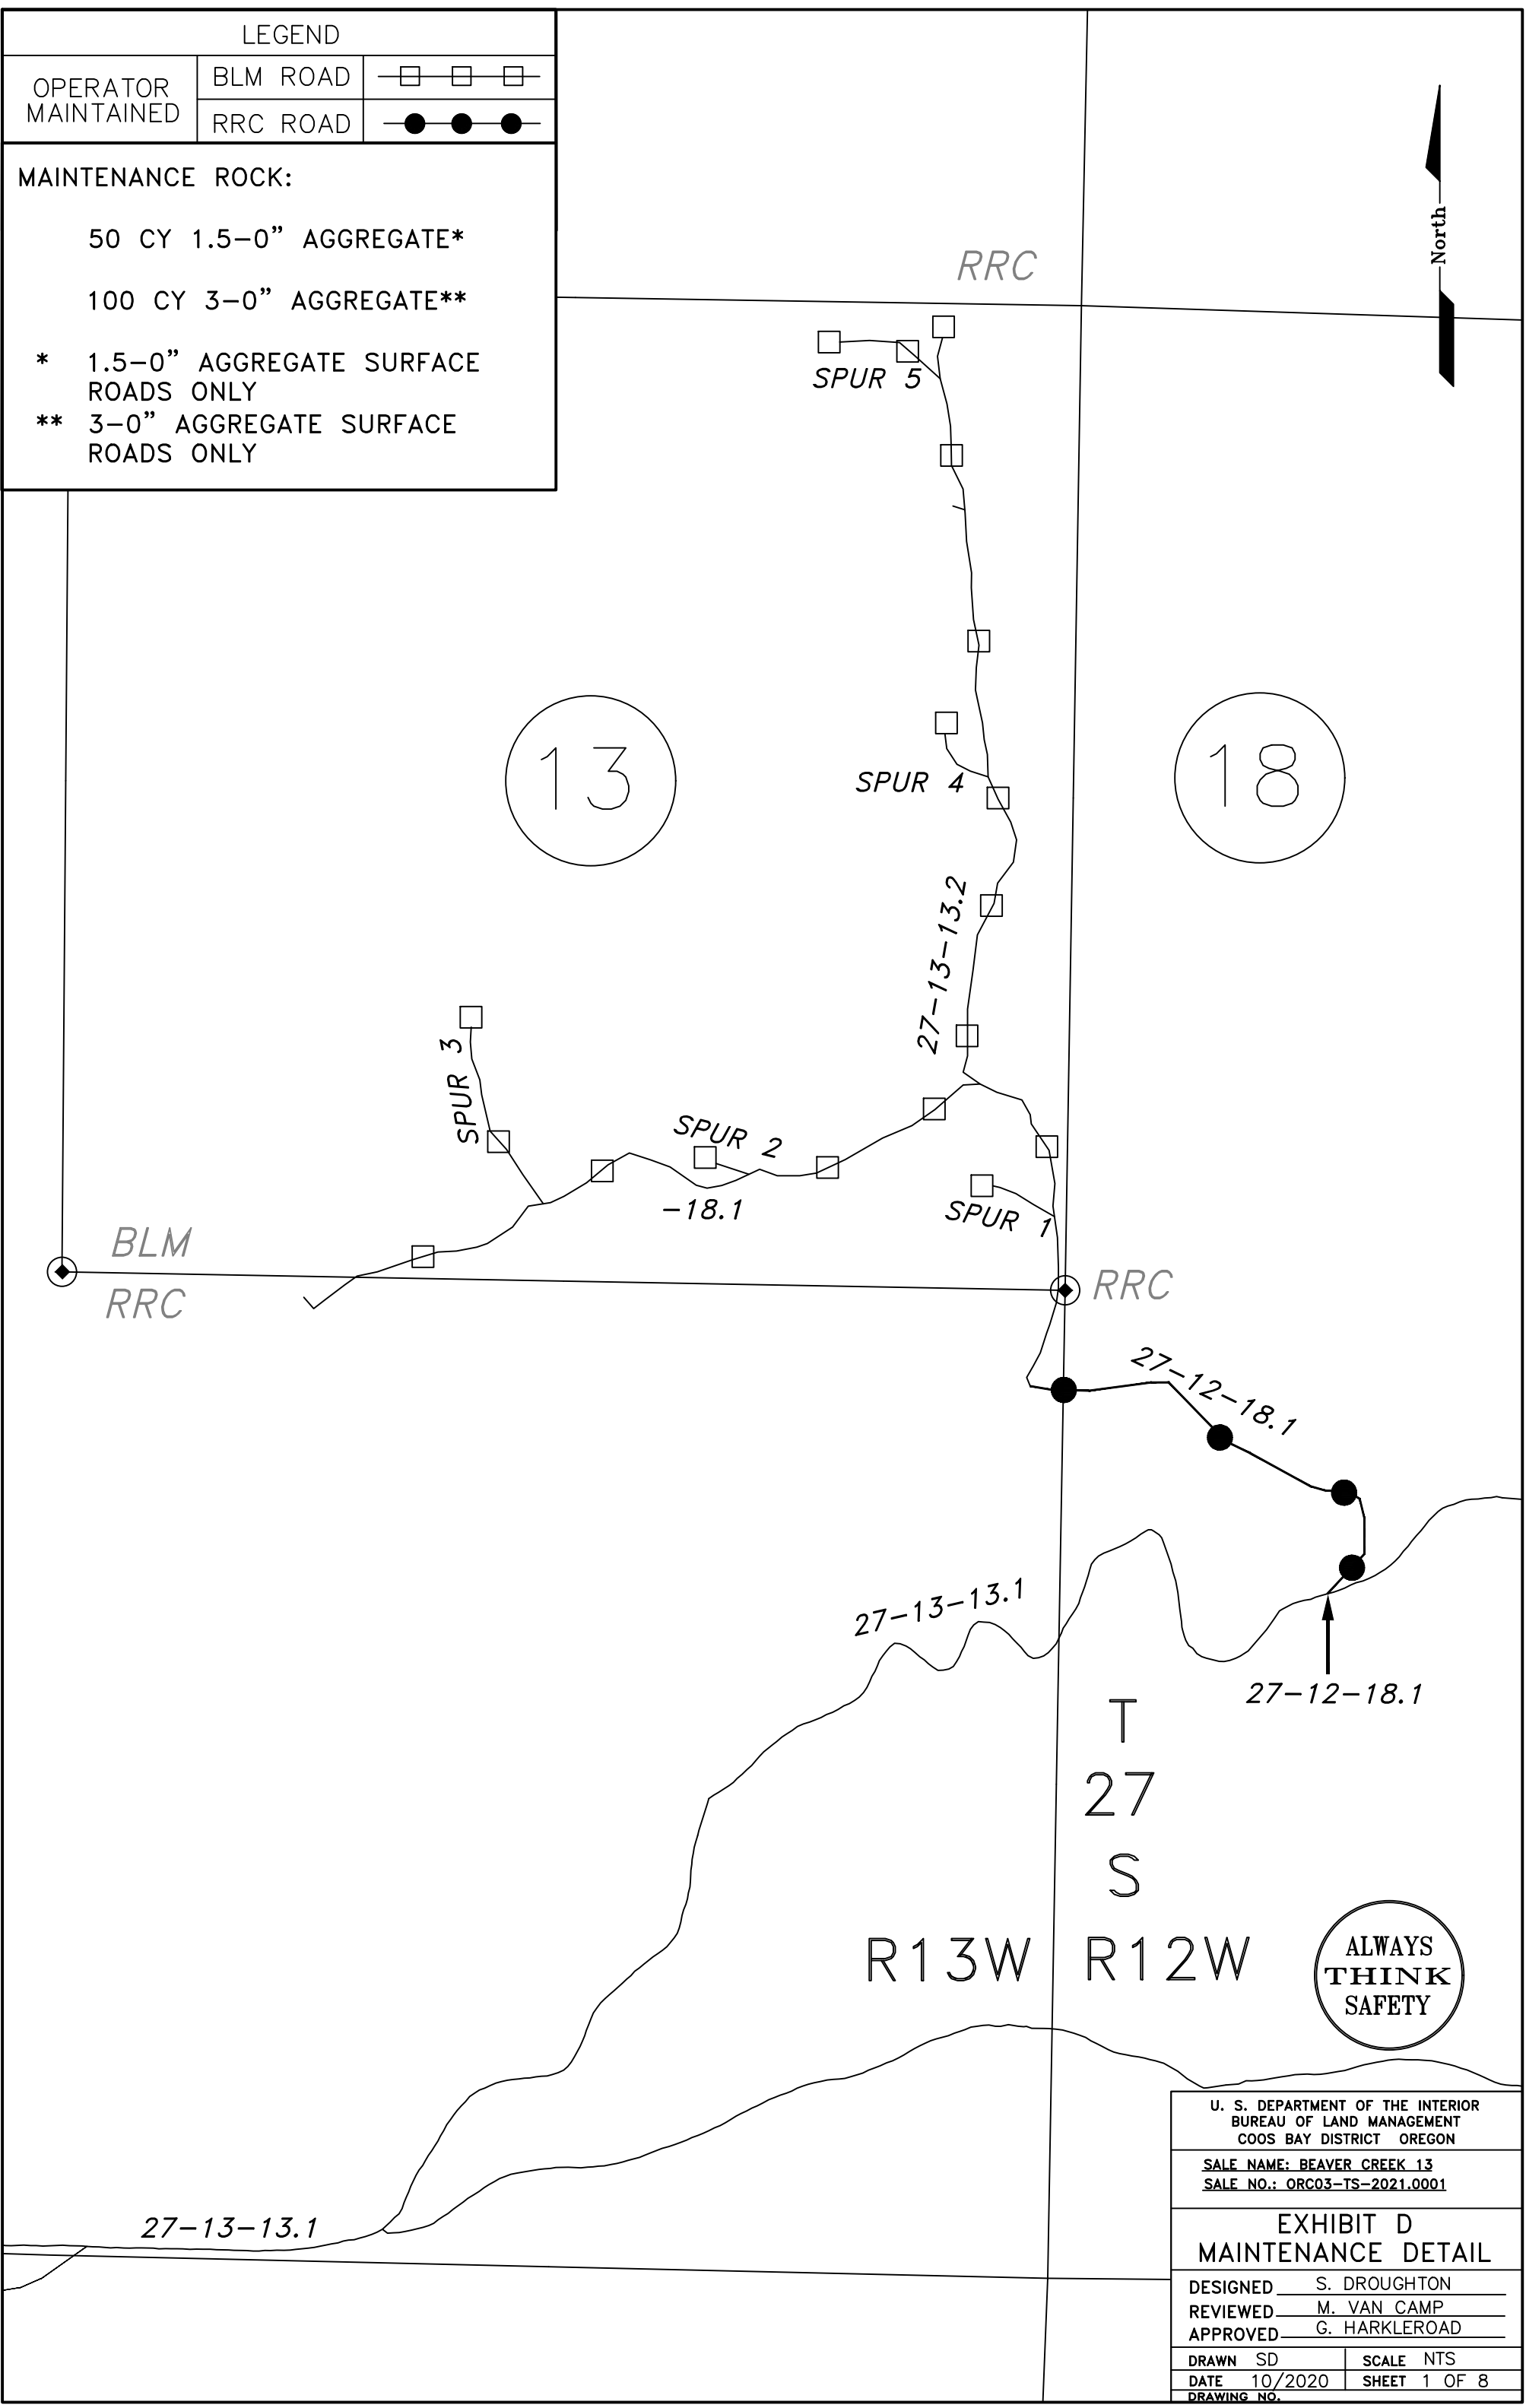 LEGEND
OPERATOR MAINTAINED
BLM ROAD
RRC ROAD
MAINTENANCE ROCK:
50 CY 1.5-0" AGGREGATE*
100 CY 3-0" AGGREGATE**
* 1.5-0" AGGREGATE SURFACE
ROADS ONLY
** 3-0" AGGREGATE SURFACE
ROADS ONLY
North
RRC
SPUR 5
13
18
SPUR 4
27-13-13.2
SPUR 3
SPUR 2
-18.1
SPUR 1
BLM
RRC
RRC
27-12-18.1
27-13-13.1
27-12-18.1
T
27
S
R13W R12W
ALWAYS
THINK
SAFETY
27-13-13.1
U. S. DEPARTMENT OF THE INTERIOR
BUREAU OF LAND MANAGEMENT
COOS BAY DISTRICT OREGON
SALE NAME: BEAVER CREEK 13
SALE NO.: ORC03-TS-2021.0001
EXHIBIT D
MAINTENANCE DETAIL
DESIGNED S. DROUGHTON
REVIEWED M. VAN CAMP
APPROVED G. HARKLEROAD
DRAWN SD SCALE NTS
DATE 10/2020 SHEET 1 OF 8
DRAWING NO.